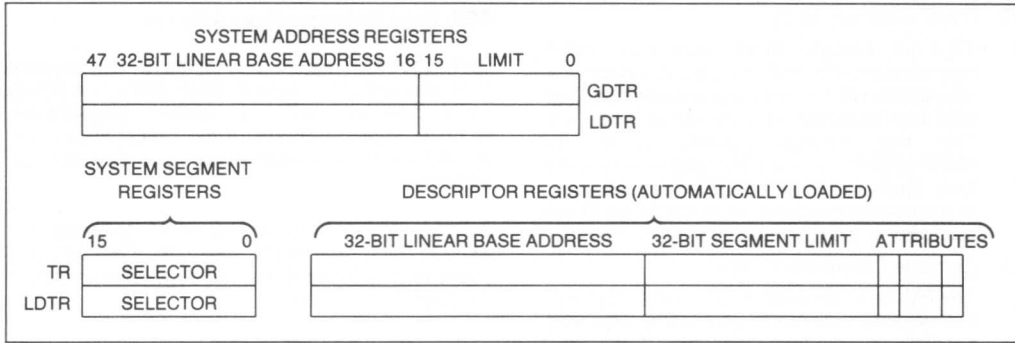 SYSTEM ADDRESS REGISTERS
47 32-BIT LINEAR BASE ADDRESS 16 15 LIMIT 0
GDTR
LDTR
SYSTEM SEGMENT
REGISTERS DESCRIPTOR REGISTERS (AUTOMATICALLY LOADED)
15 0 32-BIT LINEAR BASE ADDRESS 32-BIT SEGMENT LIMIT ATTRIBUTES
TR SELECTOR
LDTR SELECTOR